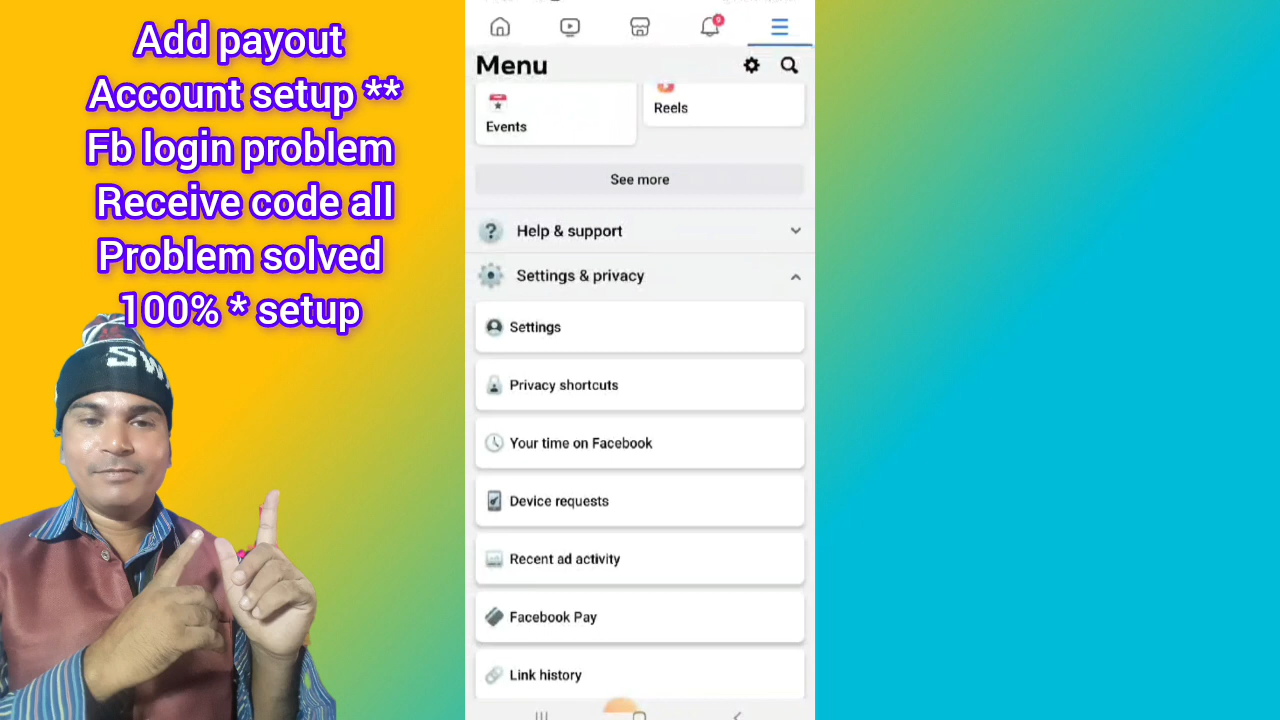 Add payout
Account setup **
Fb login problem
Receive code all
Problem solved
100% * setup
SW
9
Menu
Events
Reels
See more
Help & support
Settings & privacy
Settings
Privacy shortcuts
Your time on Facebook
Device requests
Recent ad activity
Facebook Pay
Link history